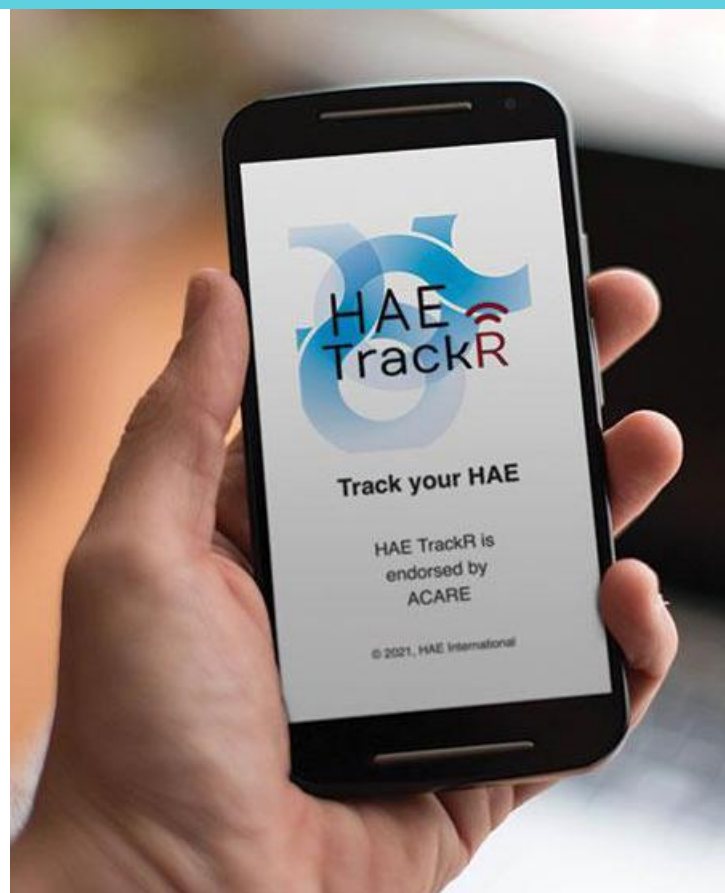 HAE
TrackR
Track your HAE
HAE TrackR is
endorsed by
ACARE
© 2021, HAE International